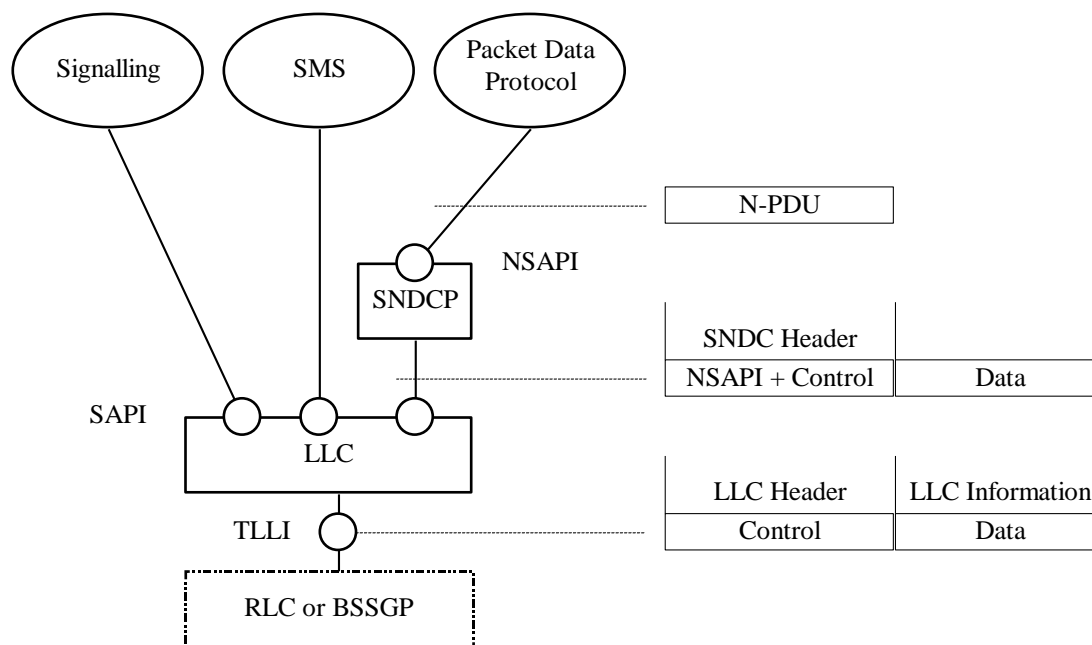 Signalling
SMS
Packet Data
Protocol
N-PDU
NSAPI
SNDCP
SNDC Header
NSAPI + Control
Data
SAPI
LLC
LLC Header
LLC Information
TLLI
Control
Data
RLC or BSSGP